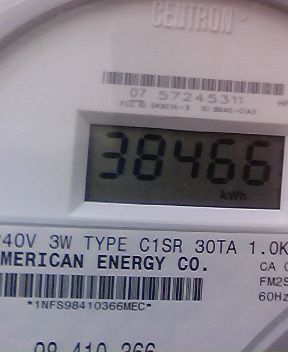 CENTRON®
07 57245311
38466
kWh
240V 3W TYPE C1SR 30TA 1.0K
AMERICAN ENERGY CO.
CA
FM2S
60Hz
*1NFS98410366MEC*
98 410 366